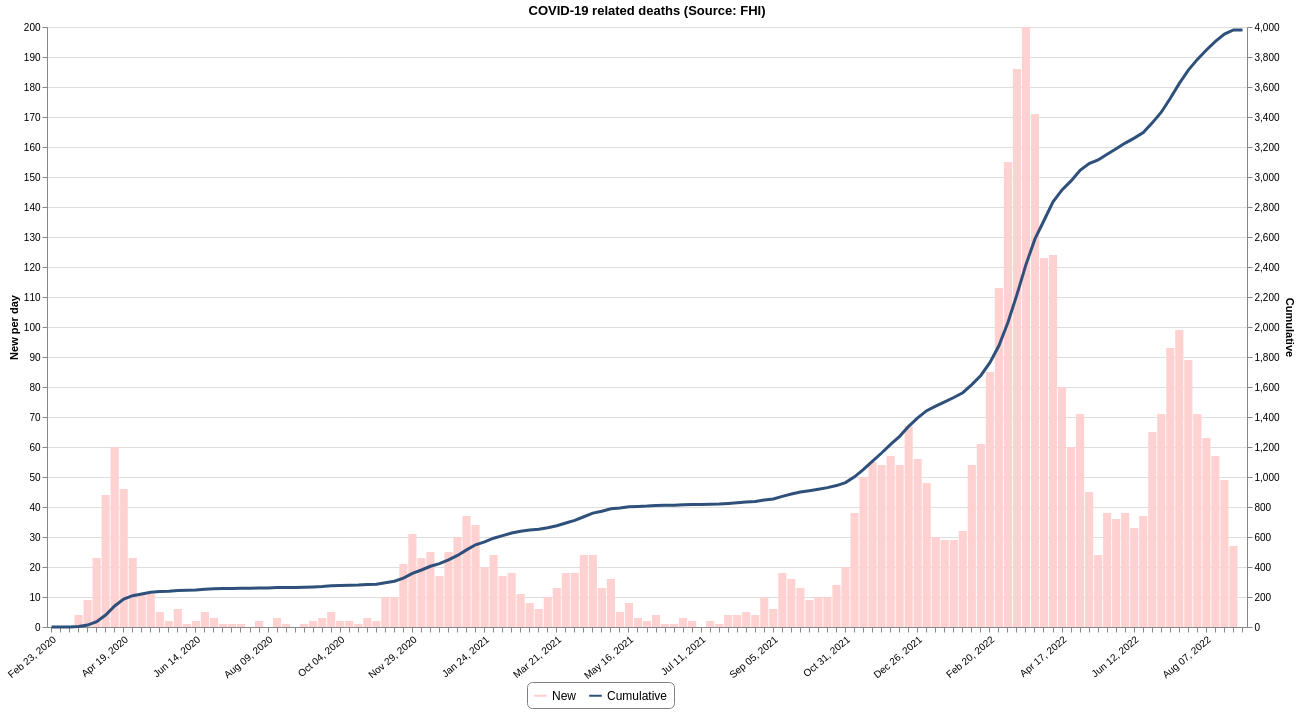 COVID-19 related deaths (Source: FHI)
200
190
180
170
160
150
140
130
120
110
100
90
80
70
60
50
40
30
20
10
0
New per day
4,000
3,800
3,600
3,400
3,200
3,000
2,800
2,600
2,400
2,200
2,000
1,800
1,600
1,400
1,200
1,000
800
600
400
200
0
Cumulative
Feb 23, 2020
Apr 19, 2020
Jun 14, 2020
Aug 09, 2020
Oct 04, 2020
Nov 29, 2020
Jan 24, 2021
Mar 21, 2021
May 16, 2021
Jul 11, 2021
Sep 05, 2021
Oct 31, 2021
Dec 26, 2021
Feb 20, 2022
Apr 17, 2022
Jun 12, 2022
Aug 07, 2022
New Cumulative